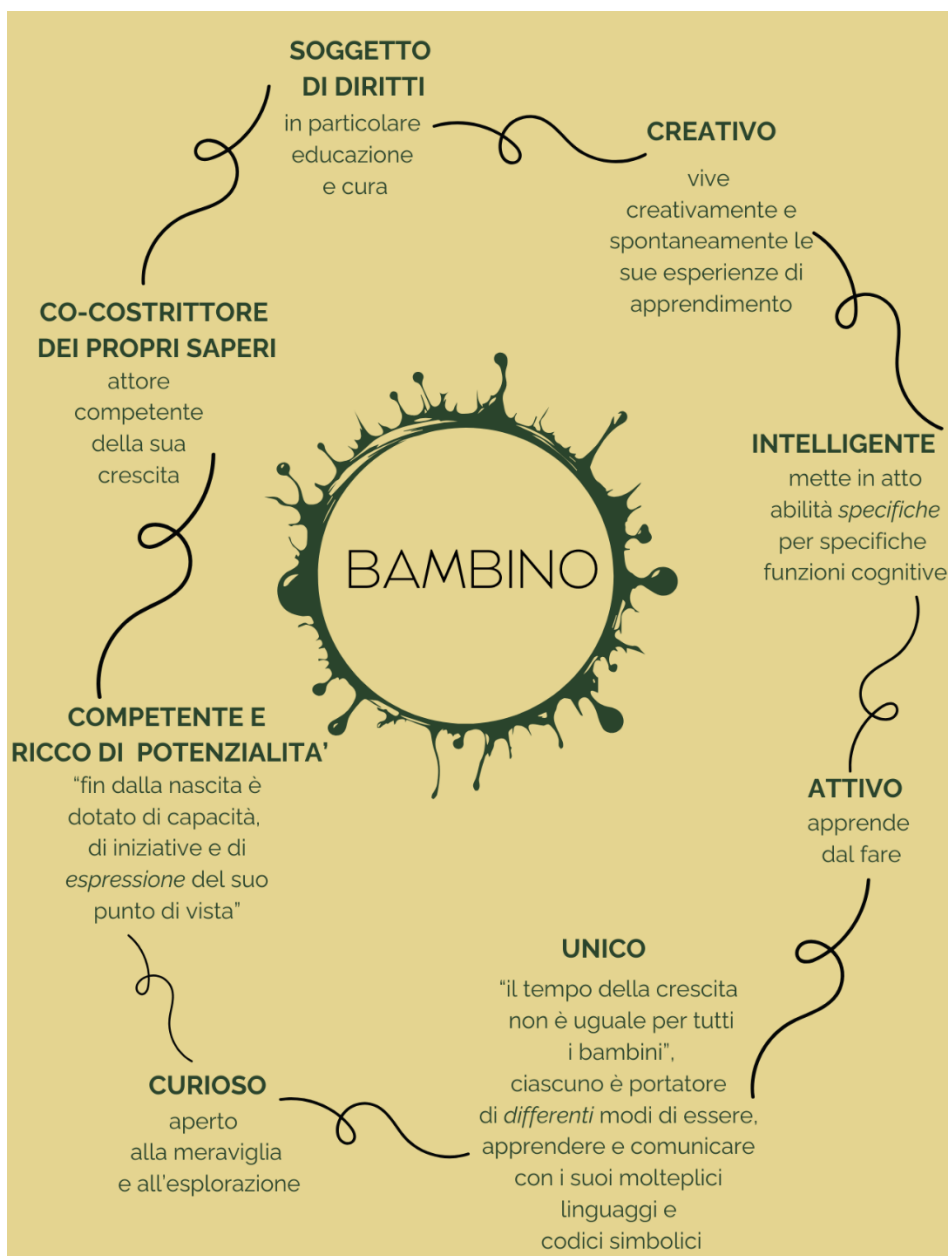 SOGGETTO
DI DIRITTI
in particolare
educazione
e cura
CREATIVO
vive
creativamente e
spontaneamente le
sue esperienze di
apprendimento
INTELLIGENTE
mette in atto
abilità specifiche
per specifiche
funzioni cognitive
ATTIVO
apprende
dal fare
UNICO
“il tempo della crescita
non è uguale per tutti
i bambini”,
ciascuno è portatore
di differenti modi di essere,
apprendere e comunicare
con i suoi molteplici
linguaggi e
codici simbolici
CURIOSO
aperto
alla meraviglia
e all'esplorazione
COMPETENTE E
RICCO DI POTENZIALITA’
“fin dalla nascita è
dotato di capacità,
di iniziative e di
espressione del suo
punto di vista”
CO-COSTRITTORE
DEI PROPRI SAPERI
attore
competente
della sua
crescita
BAMBINO